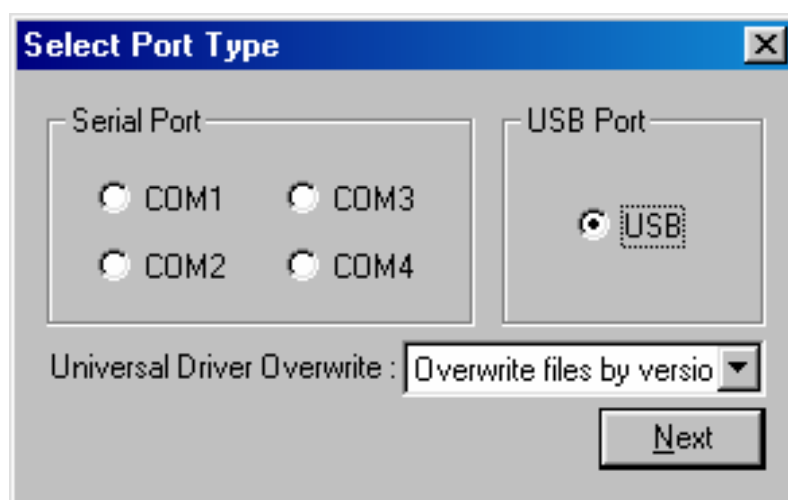 Select Port Type
Serial Port
USB Port
COM1
COM3
USB
COM2
COM4
Universal Driver Overwrite :
Overwrite files by versio
Next